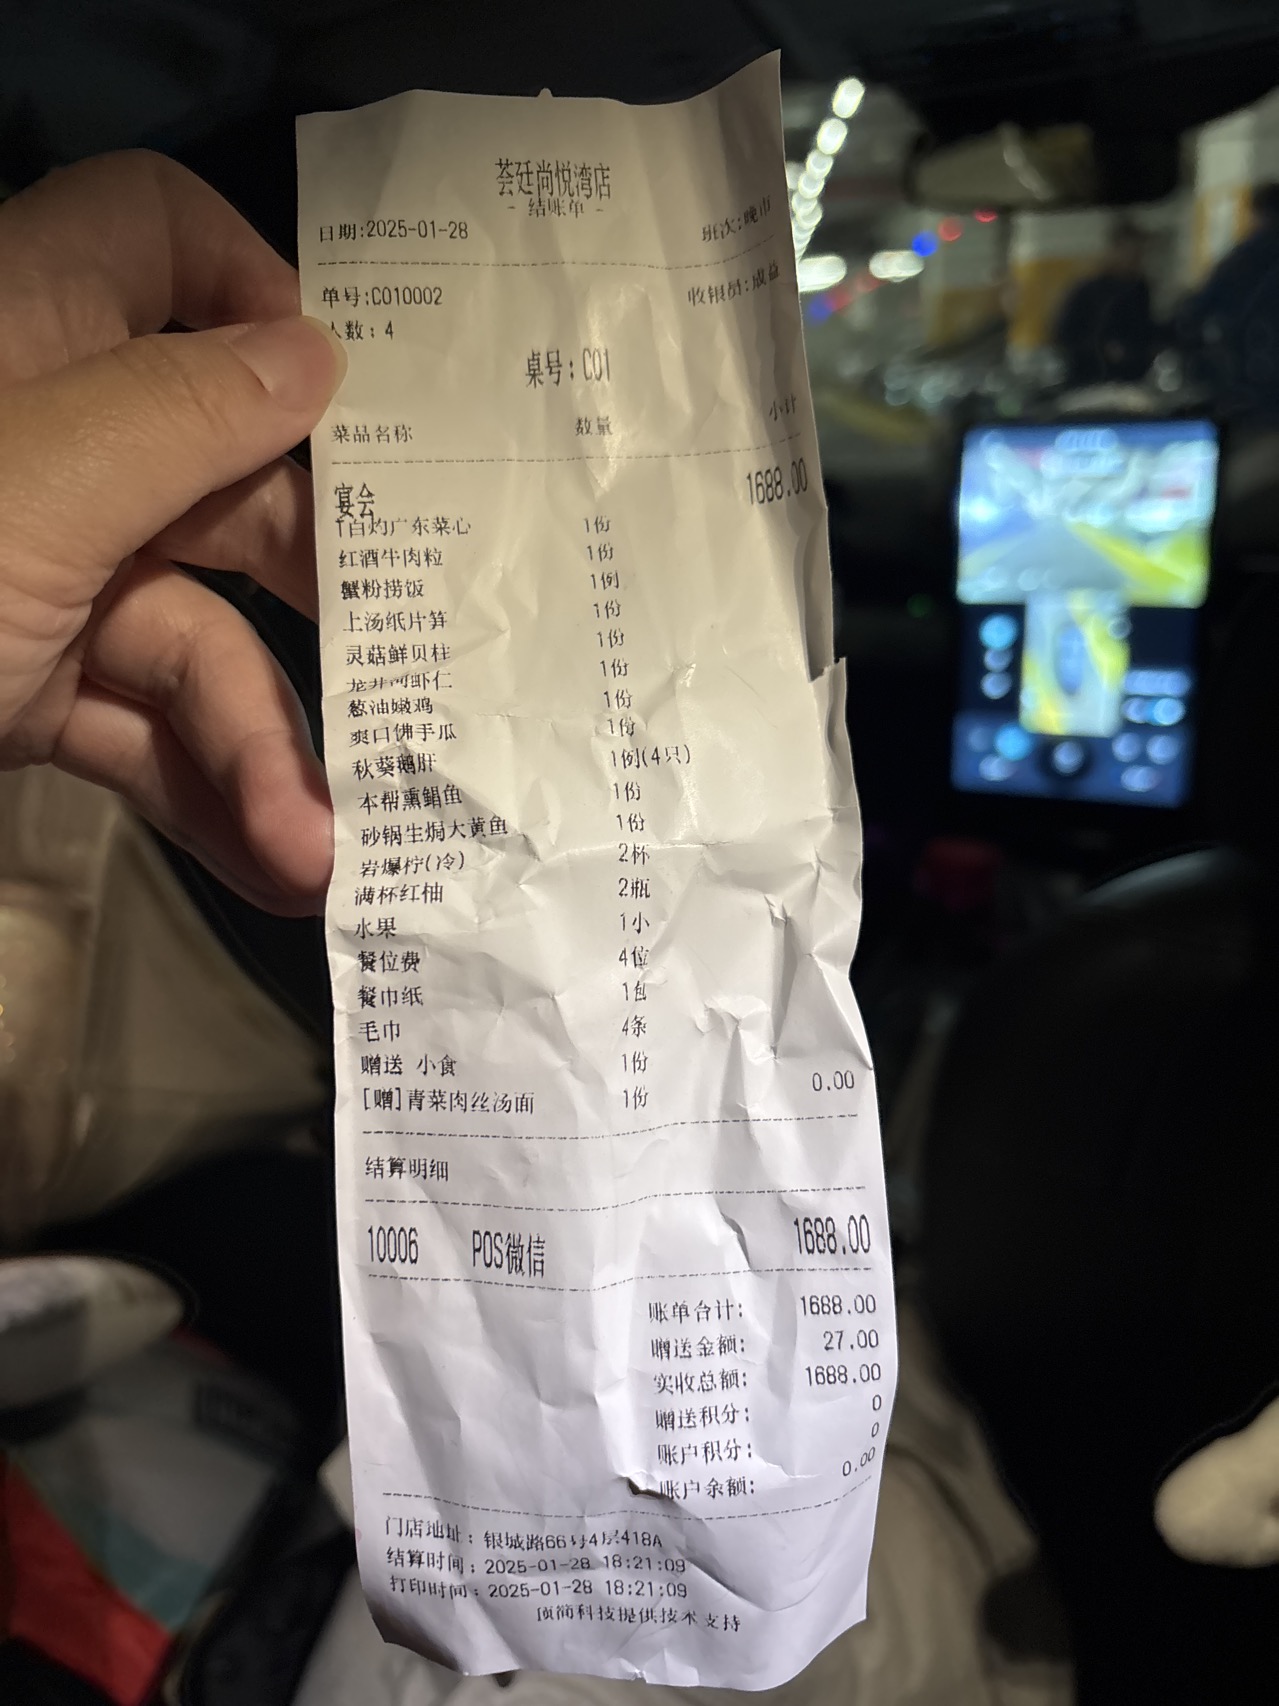 荟廷尚悦湾店
- 结账单 -
日期:2025-01-28 班次:晚市
单号:C010002 收银员:成益
人数:4
桌号:C01
菜品名称 数量 小计
宴会 1688.00
白灼广东菜心 1份
红酒牛肉粒 1份
蟹粉捞饭 1例
上汤纸片笋 1份
灵菇鲜贝柱 1份
龙井河虾仁 1份
葱油嫩鸡 1份
爽口佛手瓜 1份
秋葵鹅肝 1例(4只)
本帮熏鲳鱼 1份
砂锅生焗大黄鱼 1份
岩爆柠(冷) 2杯
满杯红柚 2瓶
水果 1小
餐位费 4位
餐巾纸 1包
毛巾 4条
赠送 小食 1份
[赠]青菜肉丝汤面 1份 0.00
结算明细
10006 POS微信 1688.00
账单合计: 1688.00
赠送金额: 27.00
实收总额: 1688.00
赠送积分: 0
账户积分: 0
账户余额: 0.00
门店地址:银城路66号4层418A
结算时间:2025-01-28 18:21:09
打印时间:2025-01-28 18:21:09
顶简科技提供技术支持